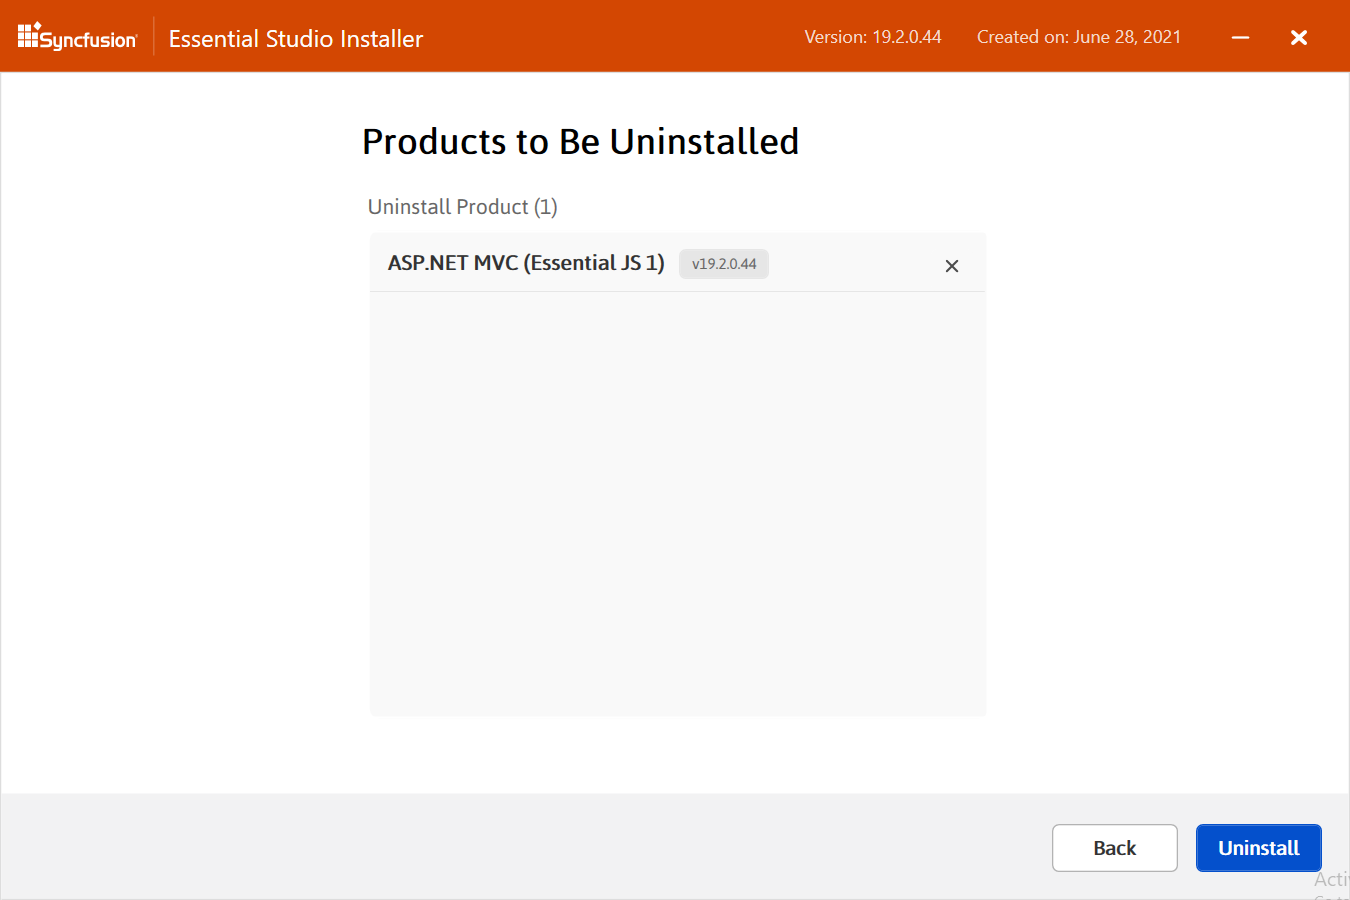 Syncfusion Essential Studio Installer Version: 19.2.0.44 Created on: June 28, 2021
Products to Be Uninstalled
Uninstall Product (1)
ASP.NET MVC (Essential JS 1) v19.2.0.44
Back Uninstall
Acti